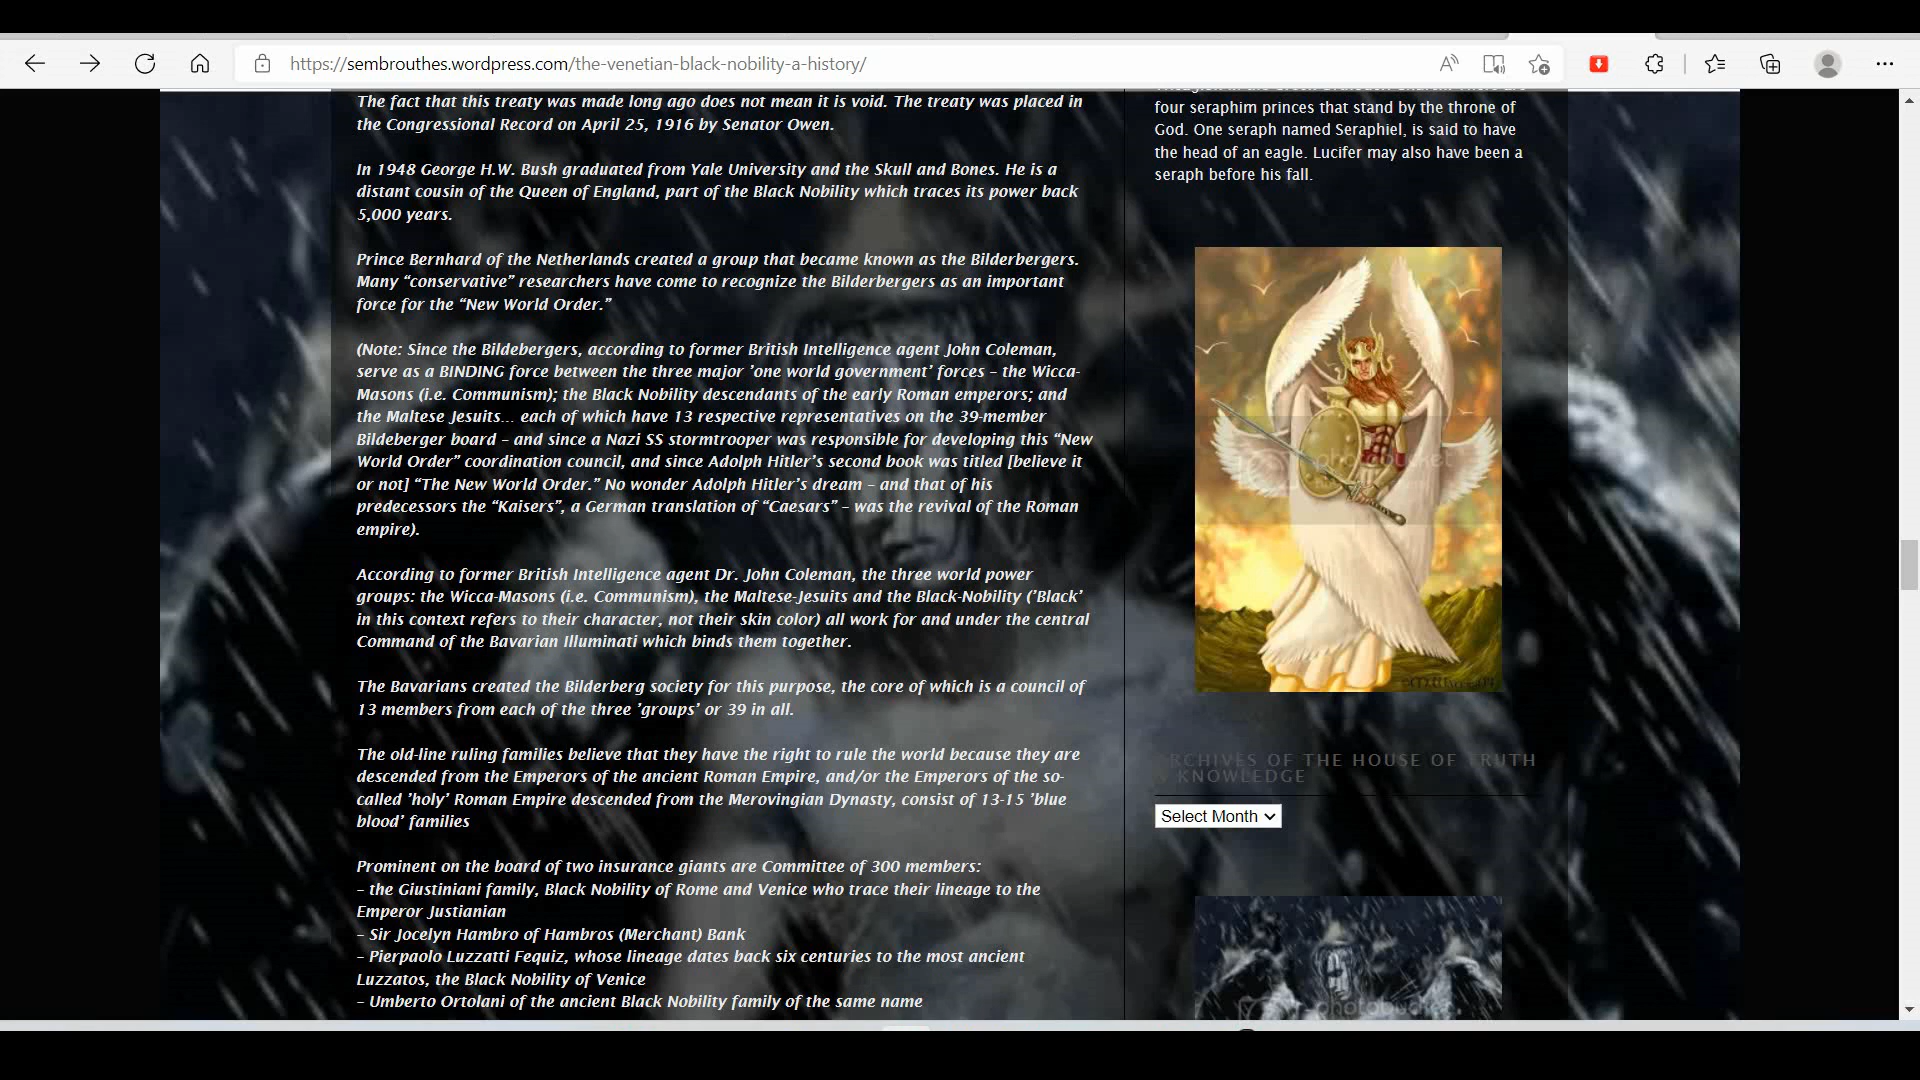 https://sembrouthes.wordpress.com/the-venetian-black-nobility-a-history/
The fact that this treaty was made long ago does not mean it is void. The treaty was placed in
the Congressional Record on April 25, 1916 by Senator Owen.
In 1948 George H.W. Bush graduated from Yale University and the Skull and Bones. He is a
distant cousin of the Queen of England, part of the Black Nobility which traces its power back
5,000 years.
Prince Bernhard of the Netherlands created a group that became known as the Bilderbergers.
Many “conservative” researchers have come to recognize the Bilderbergers as an important
force for the “New World Order.”
(Note: Since the Bildebergers, according to former British Intelligence agent John Coleman,
serve as a BINDING force between the three major ’one world government’ forces – the Wicca-
Masons (i.e. Communism); the Black Nobility descendants of the early Roman emperors; and
the Maltese Jesuits… each of which have 13 respective representatives on the 39-member
Bildeberger board – and since a Nazi SS stormtrooper was responsible for developing this “New
World Order” coordination council, and since Adolph Hitler’s second book was titled [believe it
or not] “The New World Order.” No wonder Adolph Hitler’s dream – and that of his
predecessors the “Kaisers”, a German translation of “Caesars” – was the revival of the Roman
empire).
According to former British Intelligence agent Dr. John Coleman, the three world power
groups: the Wicca-Masons (i.e. Communism), the Maltese-Jesuits and the Black-Nobility (’Black’
in this context refers to their character, not their skin color) all work for and under the central
Command of the Bavarian Illuminati which binds them together.
The Bavarians created the Bilderberg society for this purpose, the core of which is a council of
13 members from each of the three ’groups’ or 39 in all.
The old-line ruling families believe that they have the right to rule the world because they are
descended from the Emperors of the ancient Roman Empire, and/or the Emperors of the so-
called ’holy’ Roman Empire descended from the Merovingian Dynasty, consist of 13-15 ’blue
blood’ families
Prominent on the board of two insurance giants are Committee of 300 members:
– the Giustiniani family, Black Nobility of Rome and Venice who trace their lineage to the
Emperor Justianian
– Sir Jocelyn Hambro of Hambros (Merchant) Bank
– Pierpaolo Luzzatti Fequiz, whose lineage dates back six centuries to the most ancient
Luzzatos, the Black Nobility of Venice
– Umberto Ortolani of the ancient Black Nobility family of the same name
four seraphim princes that stand by the throne of
God. One seraph named Seraphiel, is said to have
the head of an eagle. Lucifer may also have been a
seraph before his fall.
photobucket
ARCHIVES OF THE HOUSE OF TRUTH
& KNOWLEDGE
Select Month
photobucket